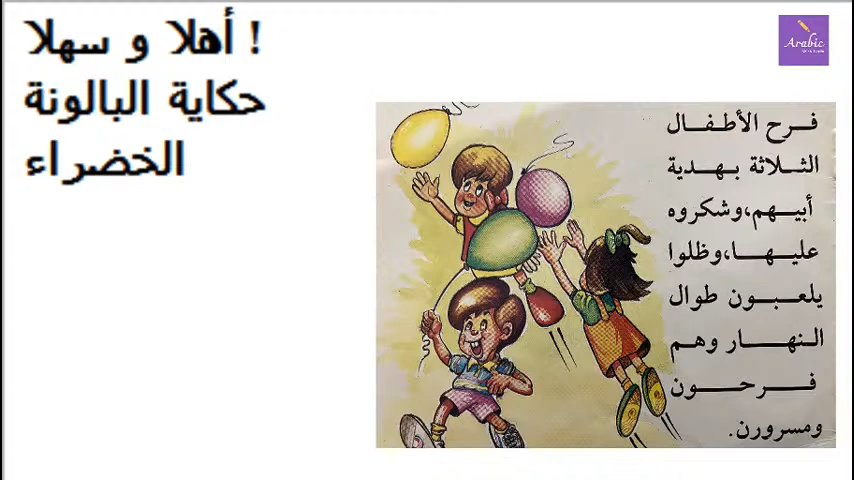 أهلا و سهلا !
حكاية البالونة
الخضراء
Arabic
فرح الأطفال
الثلاثة بهدية
أبيهم،وشكروه
عليها،وظلوا
يلعبون طوال
النهار وهم
فرحون
ومسرورن.